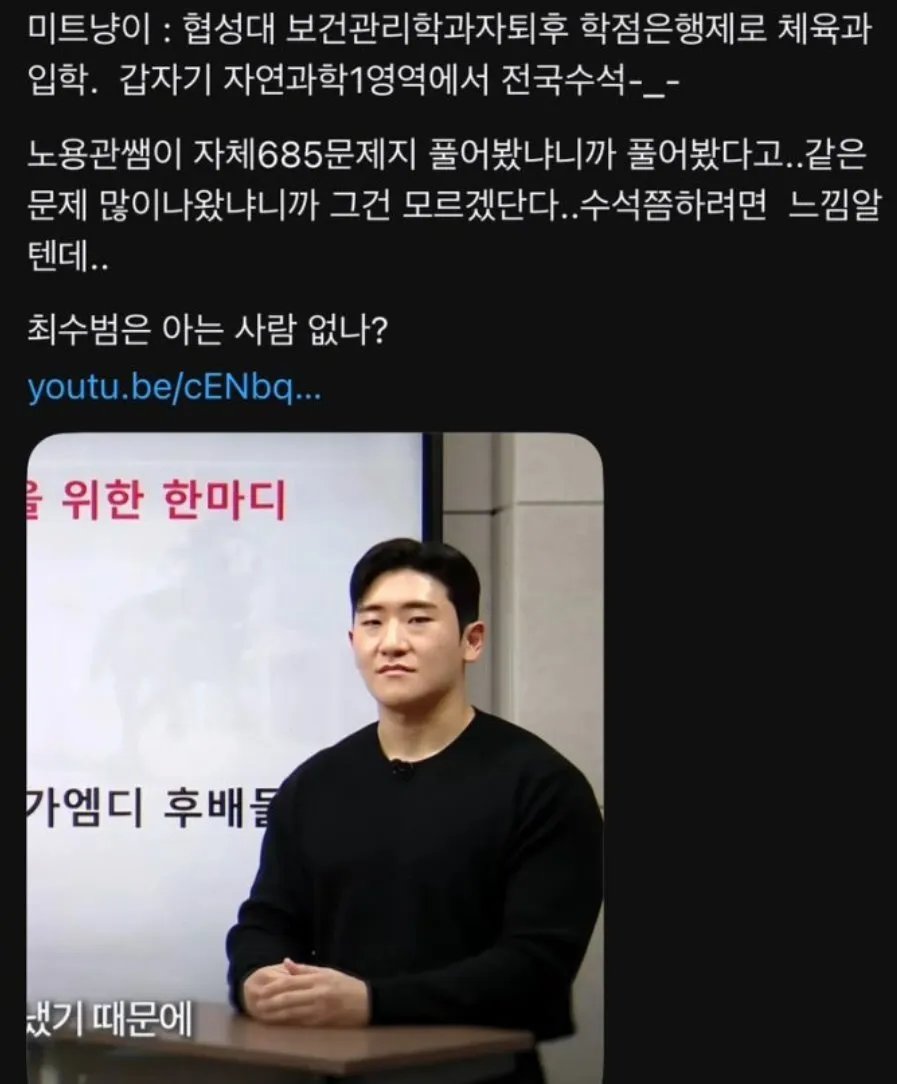 미트냥이 : 협성대 보건관리학과자퇴후 학점은행제로 체육과
입학.  갑자기 자연과학1영역에서 전국수석-_-
노용관쌤이 자체685문제지 풀어봤냐니까 풀어봤다고..같은
문제 많이나왔냐니까 그건 모르겠단다..수석쯤하려면  느낌알
텐데..
최수범은 아는 사람 없나?
youtu.be/cENbq...
을 위한 한마디
가엠디 후배들
냈기 때문에